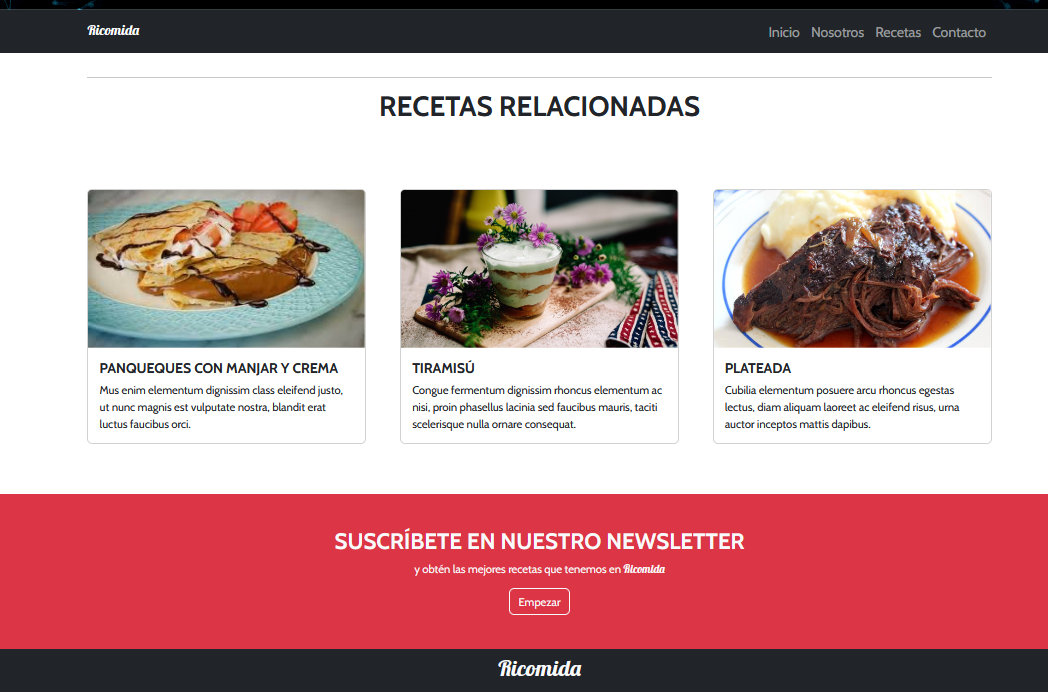 Ricomida
Inicio Nosotros Recetas Contacto
RECETAS RELACIONADAS
PANQUEQUES CON MANJAR Y CREMA
Mus enim elementum dignissim class eleifend justo,
ut nunc magnis est vulputate nostra, blandit erat
luctus faucibus orci.
TIRAMISÚ
Congue fermentum dignissim rhoncus elementum ac
nisi, proin phasellus lacinia sed faucibus mauris, taciti
scelerisque nulla ornare consequat.
PLATEADA
Cubilia elementum posuere arcu rhoncus egestas
lectus, diam aliquam laoreet ac eleifend risus, urna
auctor inceptos mattis dapibus.
SUSCRÍBETE EN NUESTRO NEWSLETTER
y obtén las mejores recetas que tenemos en Ricomida
Empezar
Ricomida